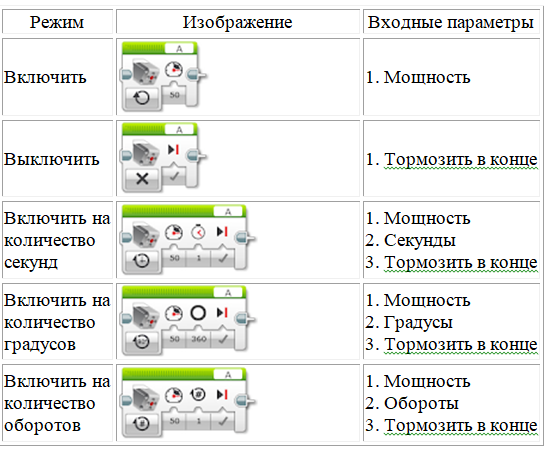 Режим Изображение Входные параметры
Включить
A
50
1. Мощность
Выключить
A
1. Тормозить в конце
Включить на
количество
секунд
A
50 1
1. Мощность
2. Секунды
3. Тормозить в конце
Включить на
количество
градусов
A
50 360
1. Мощность
2. Градусы
3. Тормозить в конце
Включить на
количество
оборотов
A
#
# 50 1
1. Мощность
2. Обороты
3. Тормозить в конце